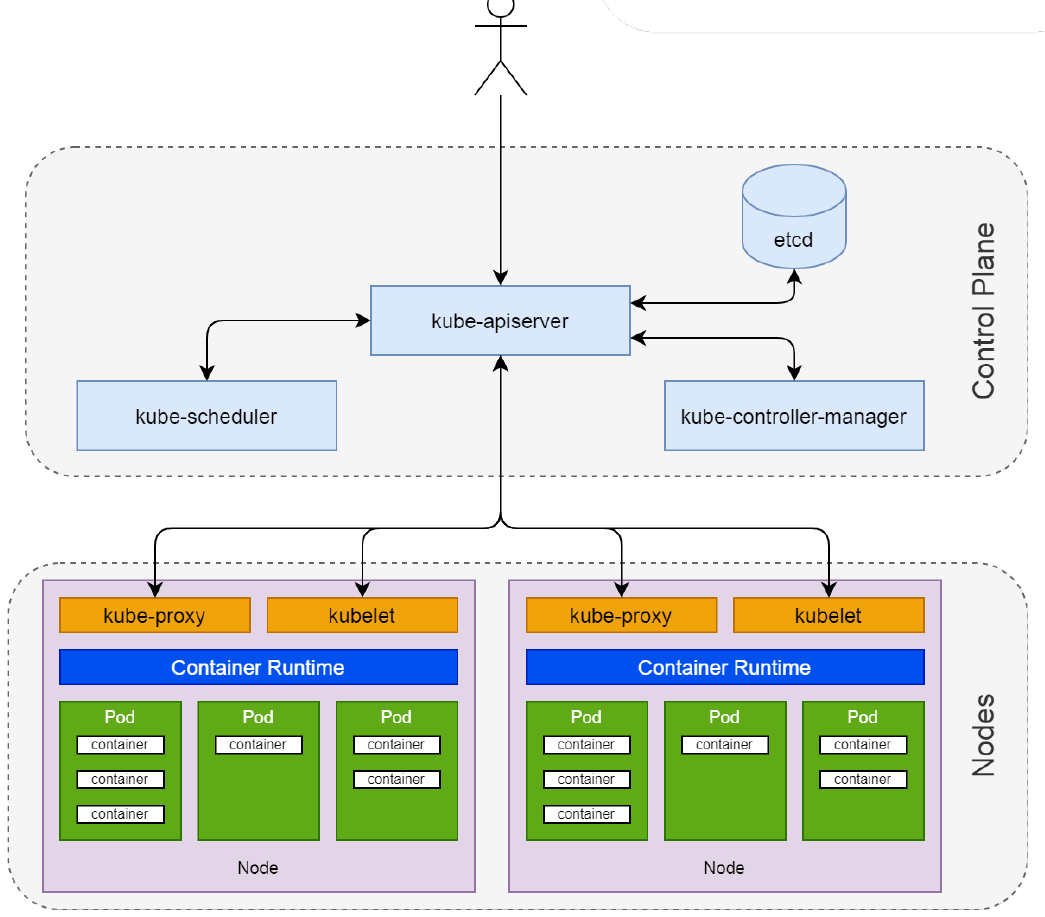 etcd
Control Plane
kube-apiserver
kube-scheduler
kube-controller-manager
kube-proxy
kubelet
Container Runtime
Pod
container
container
container
Pod
container
Pod
container
container
Node
kube-proxy
kubelet
Container Runtime
Pod
container
container
container
Pod
container
Pod
container
container
Node
Nodes